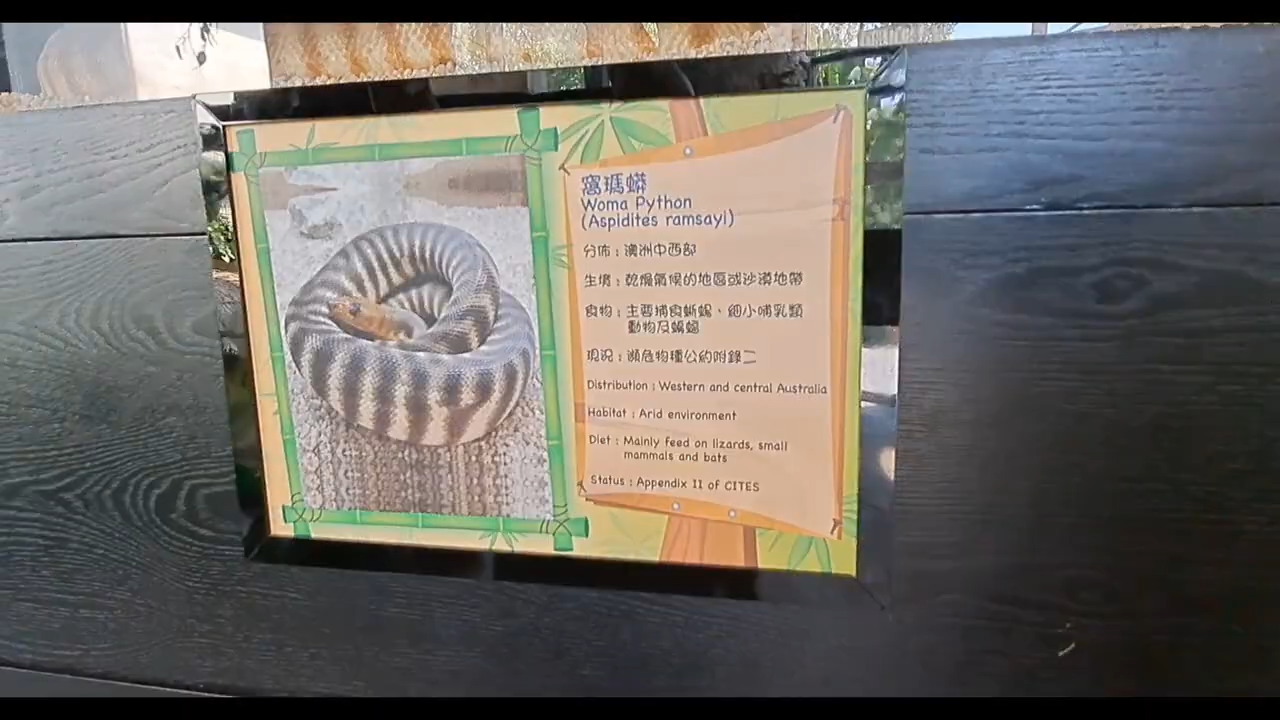 窩瑪蟒
Woma Python
(Aspidites ramsayi)
分佈：澳洲中西部
生境：乾燥氣候的地區或沙漠地帶
食物：主要捕食蜥蜴、細小哺乳類
動物及蝙蝠
現況：瀕危物種公約附錄二
Distribution : Western and central Australia
Habitat : Arid environment
Diet : Mainly feed on lizards, small
mammals and bats
Status : Appendix II of CITES